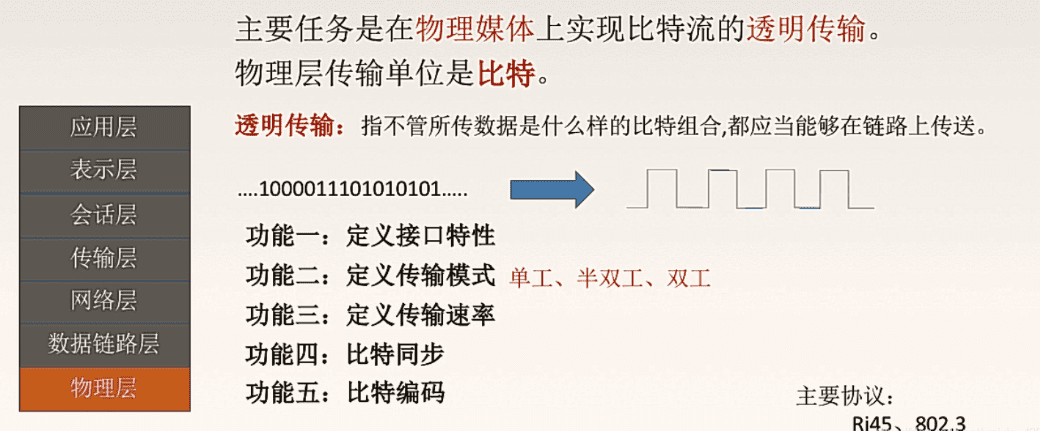 主要任务是在物理媒体上实现比特流的透明传输。
物理层传输单位是比特。
应用层
表示层
会话层
传输层
网络层
数据链路层
物理层
透明传输：指不管所传数据是什么样的比特组合,都应当能够在链路上传送。
....1000011101010101.....
功能一：定义接口特性
功能二：定义传输模式 单工、半双工、双工
功能三：定义传输速率
功能四：比特同步
功能五：比特编码
主要协议：
Rj45、802.3